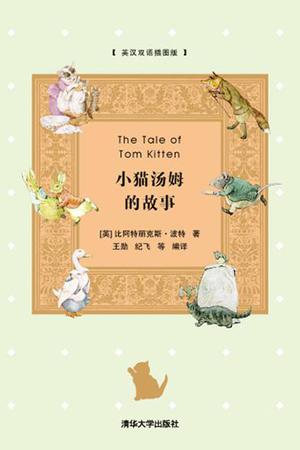 【 英汉双语插图版 】
The Tale of
Tom Kitten
小猫汤姆
的故事
[英] 比阿特丽克斯·波特 著
王勋 纪飞 等 编译
清华大学出版社